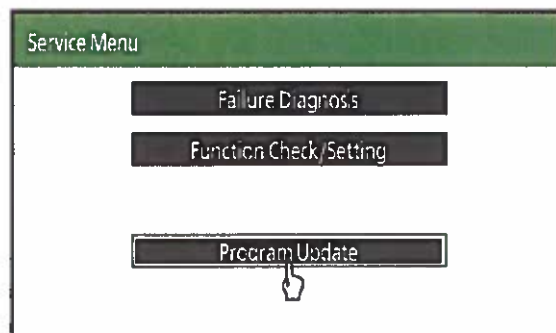 Service Menu
Failure Diagnosis
Function Check/Setting
Program Update